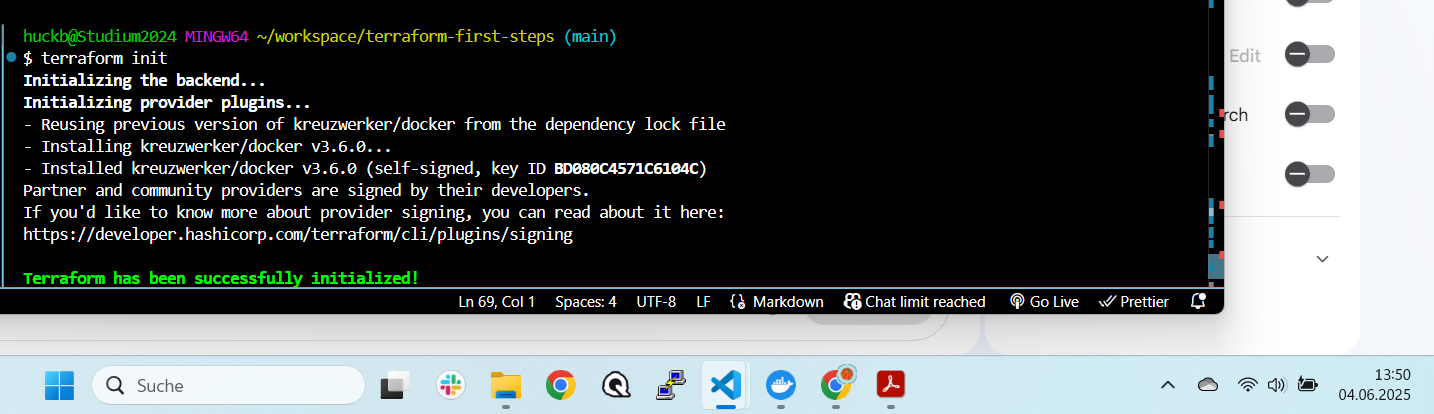 huckb@Studium2024 MINGW64 ~/workspace/terraform-first-steps (main)
$ terraform init
Initializing the backend...
Initializing provider plugins...
- Reusing previous version of kreuzwerker/docker from the dependency lock file
- Installing kreuzwerker/docker v3.6.0...
- Installed kreuzwerker/docker v3.6.0 (self-signed, key ID BD080C4571C6104C)
Partner and community providers are signed by their developers.
If you'd like to know more about provider signing, you can read about it here:
https://developer.hashicorp.com/terraform/cli/plugins/signing
Terraform has been successfully initialized!
Edit
rch
Ln 69, Col 1 Spaces: 4 UTF-8 LF Markdown Chat limit reached Go Live Prettier
Suche
13:50
04.06.2025